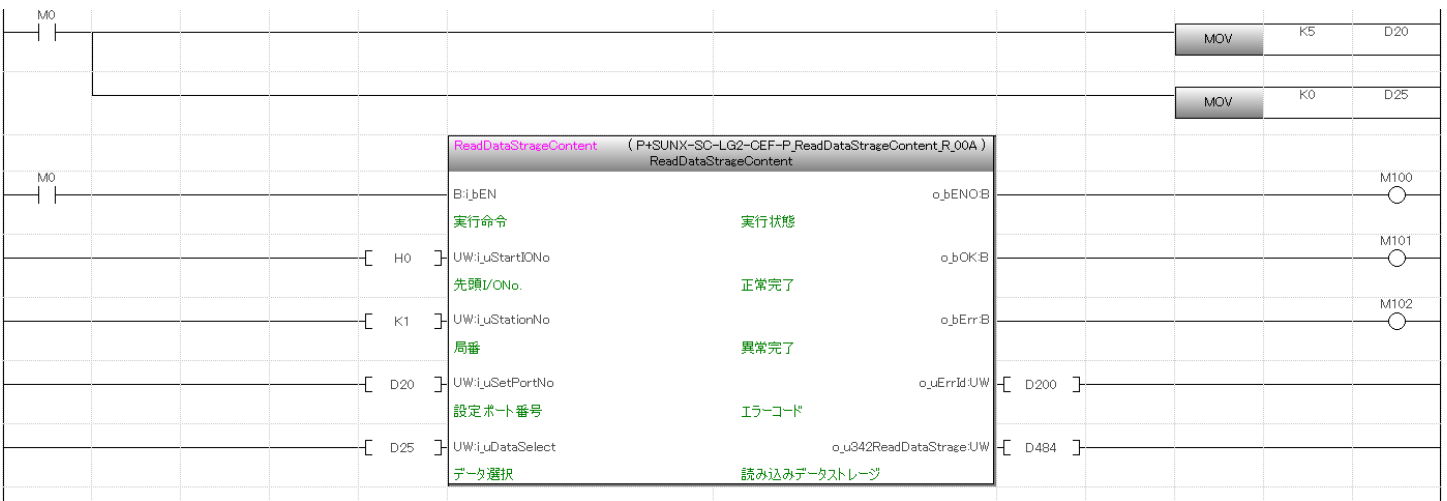 M0
MOV K5 D20
MOV K0 D25
ReadDataStrageContent (P+SUNX-SC-LG2-CEF-P_ReadDataStrageContent_R_00A)
ReadDataStrageContent
M0 B:i_bEN o_bENO:B M100
実行命令 実行状態
H0 UW:i_uStartIONo o_bOK:B M101
先頭I/ONo. 正常完了
K1 UW:i_uStationNo o_bErr:B M102
局番 異常完了
D20 UW:i_uSetPortNo o_uErrId:UW D200
設定ポート番号 エラーコード
D25 UW:i_uDataSelect o_u342ReadDataStrage:UW D484
データ選択 読み込みデータストレージ